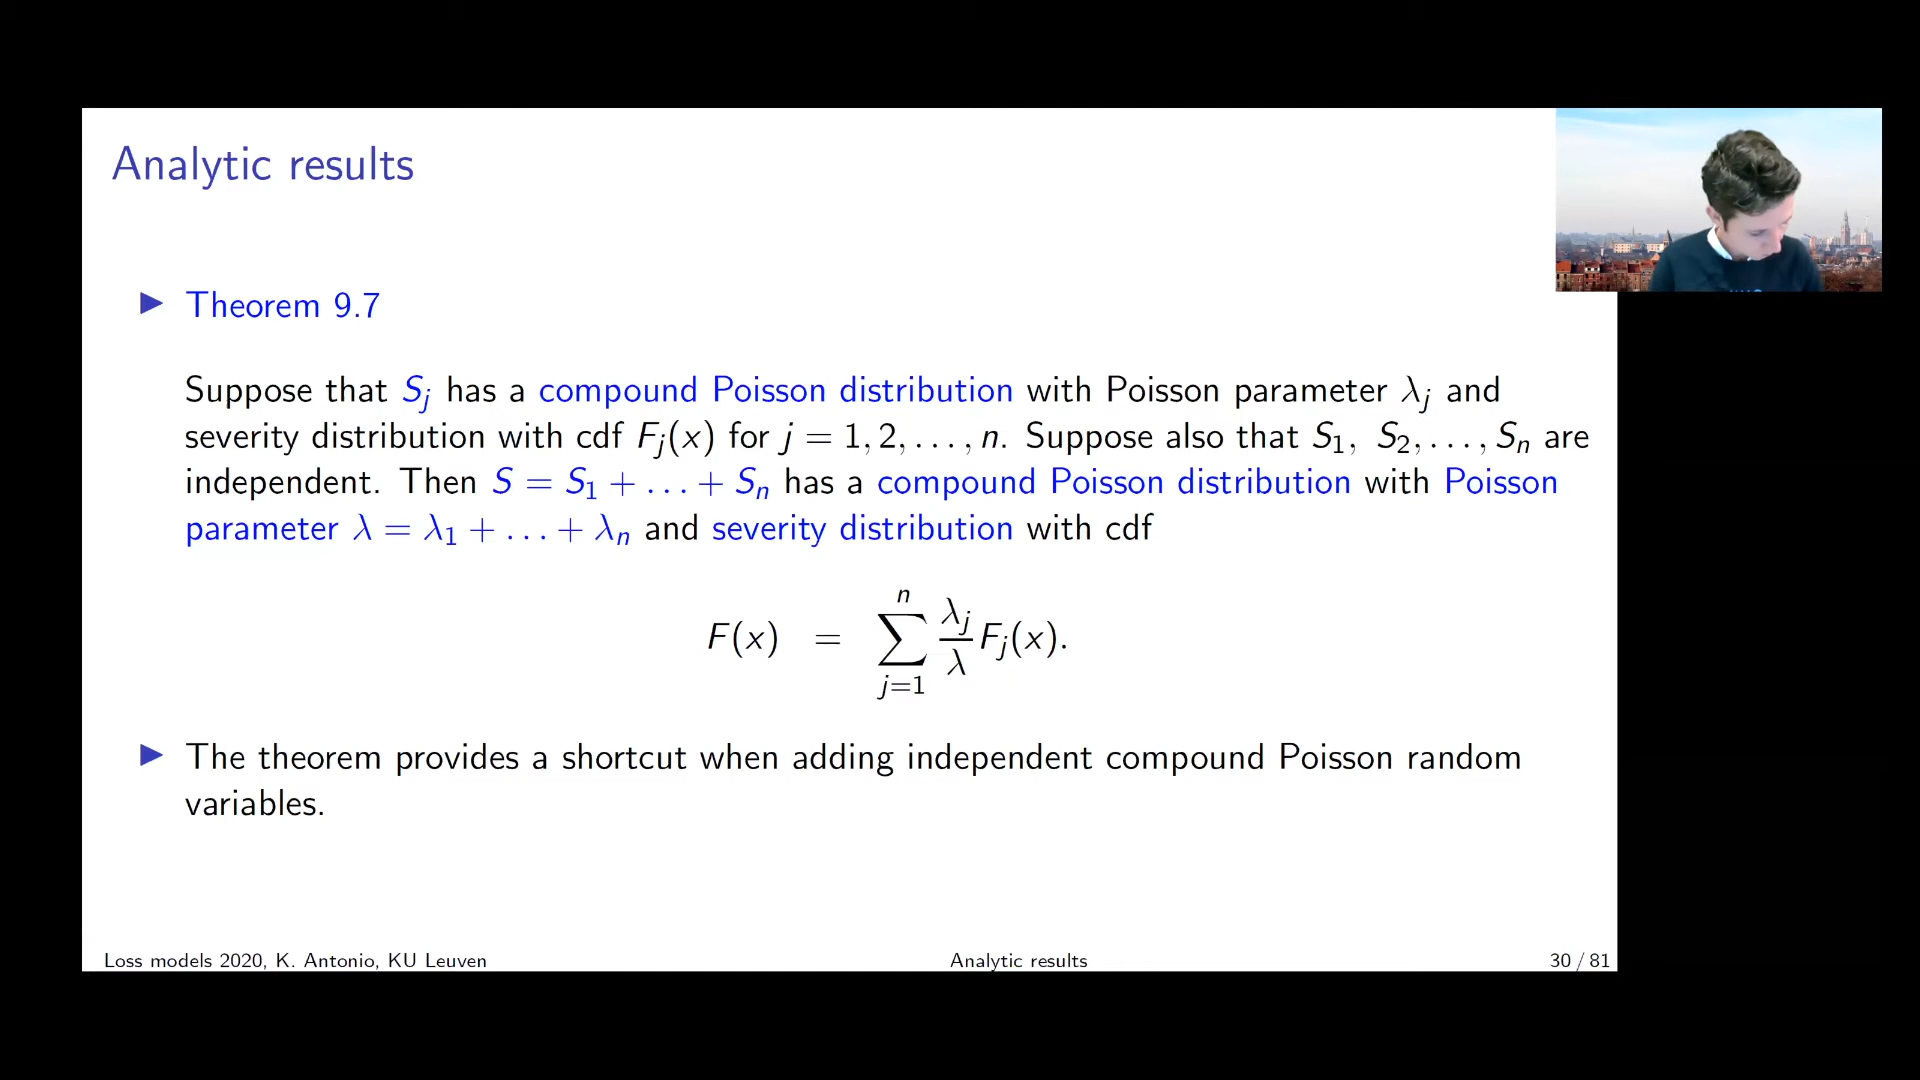 Analytic results
▶ Theorem 9.7
Suppose that S_j has a compound Poisson distribution with Poisson parameter λ_j and
severity distribution with cdf F_j(x) for j = 1, 2, . . . , n. Suppose also that S_1, S_2, . . . , S_n are
independent. Then S = S_1 + . . . + S_n has a compound Poisson distribution with Poisson
parameter λ = λ_1 + . . . + λ_n and severity distribution with cdf
F(x) = ∑_{j=1}^{n} \frac{λ_j}{λ} F_j(x).
▶ The theorem provides a shortcut when adding independent compound Poisson random
variables.
Loss models 2020, K. Antonio, KU Leuven Analytic results 30 / 81